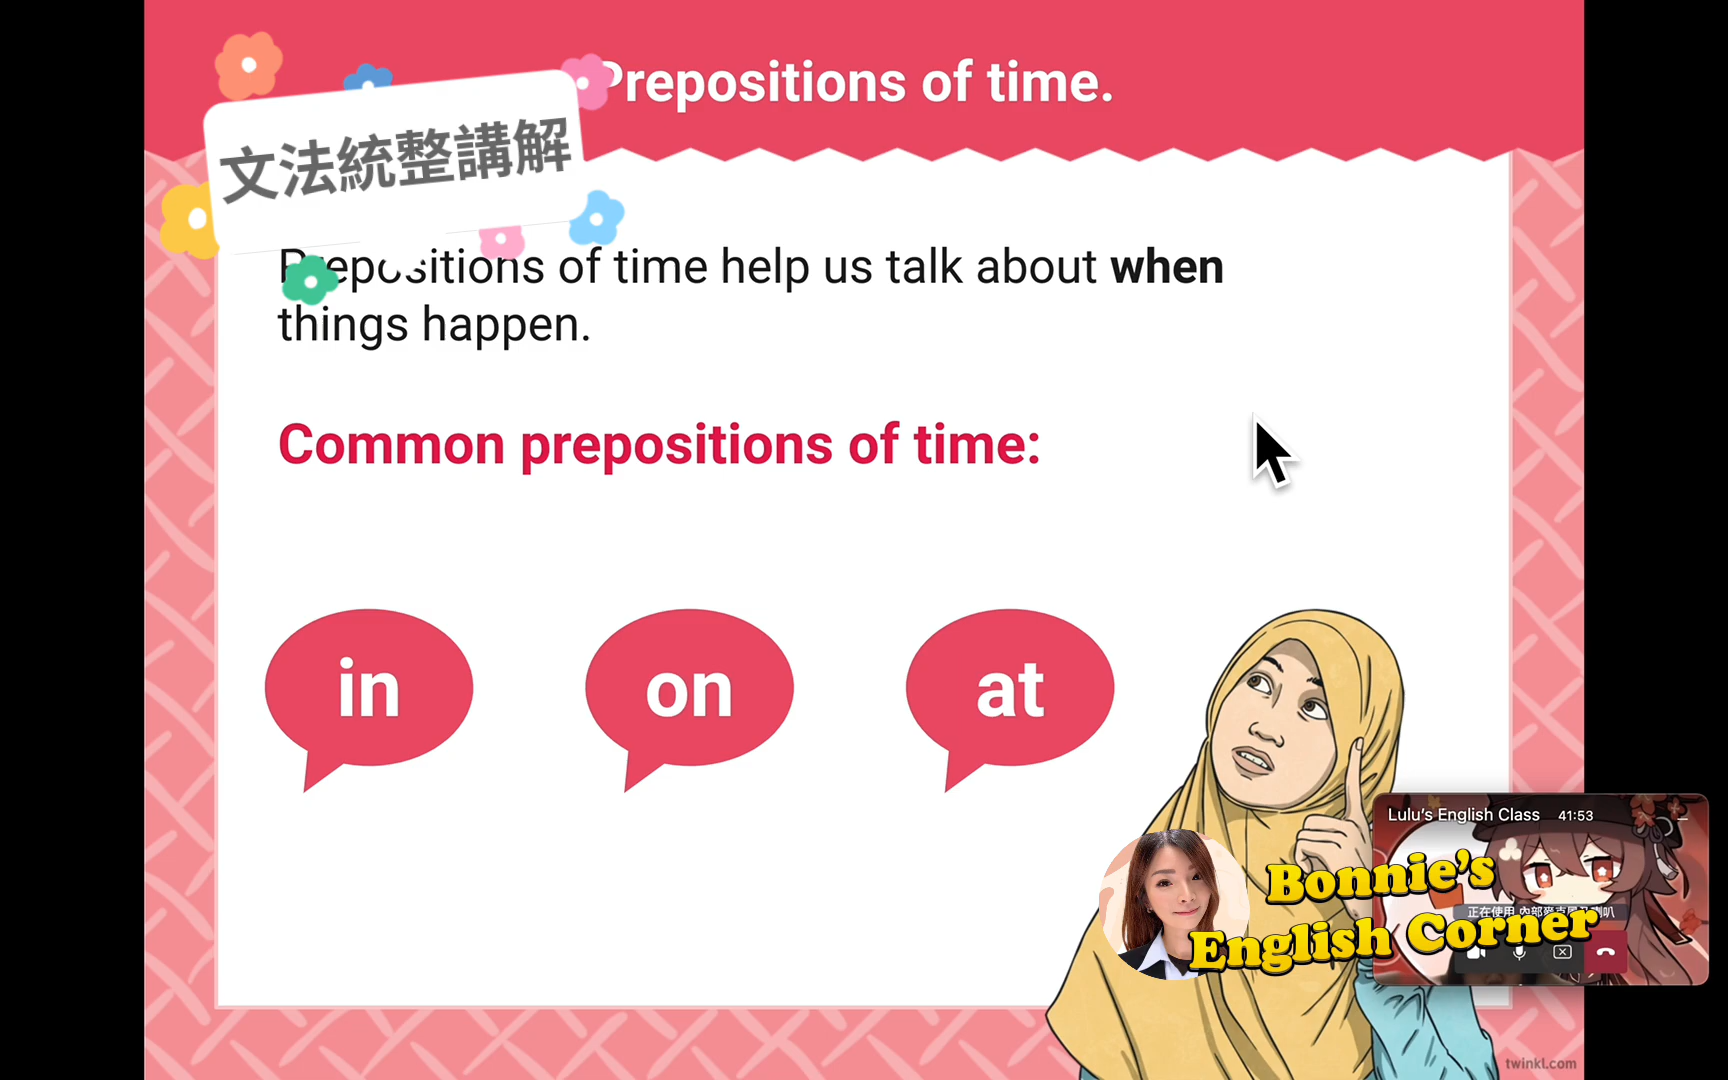 Prepositions of time.
文法統整講解
Prepositions of time help us talk about when
things happen.
Common prepositions of time:
in
on
at
Lulu's English Class 41:53
Bonnie's
English Corner
twinkl.com